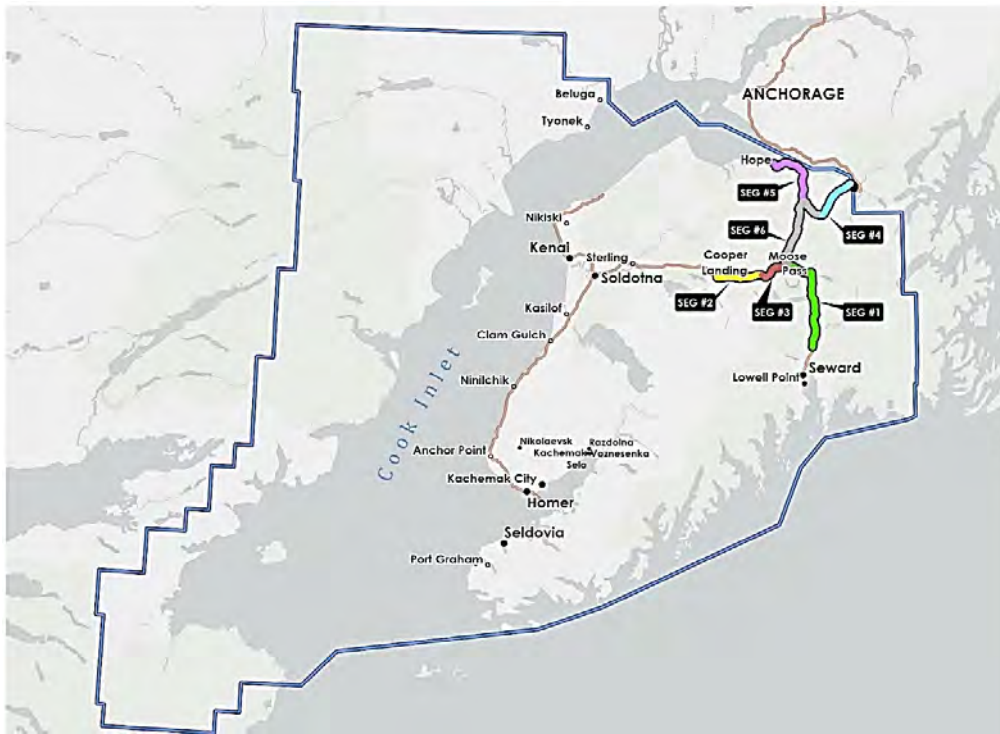 Beluga
ANCHORAGE
Tyonek
Hope
SEG #5
Nikiski
SEG #6
SEG #4
Kenai
Sterling
Cooper
Landing
Moose
Pass
Soldotna
SEG #2
SEG #3
SEG #1
Kasilof
Clam Gulch
Cook Inlet
Seward
Lowell Point
Ninilchik
Nikolaevsk
Razdolna
Kachemak
Voznesenka
Selo
Anchor Point
Kachemak City
Homer
Seldovia
Port Graham